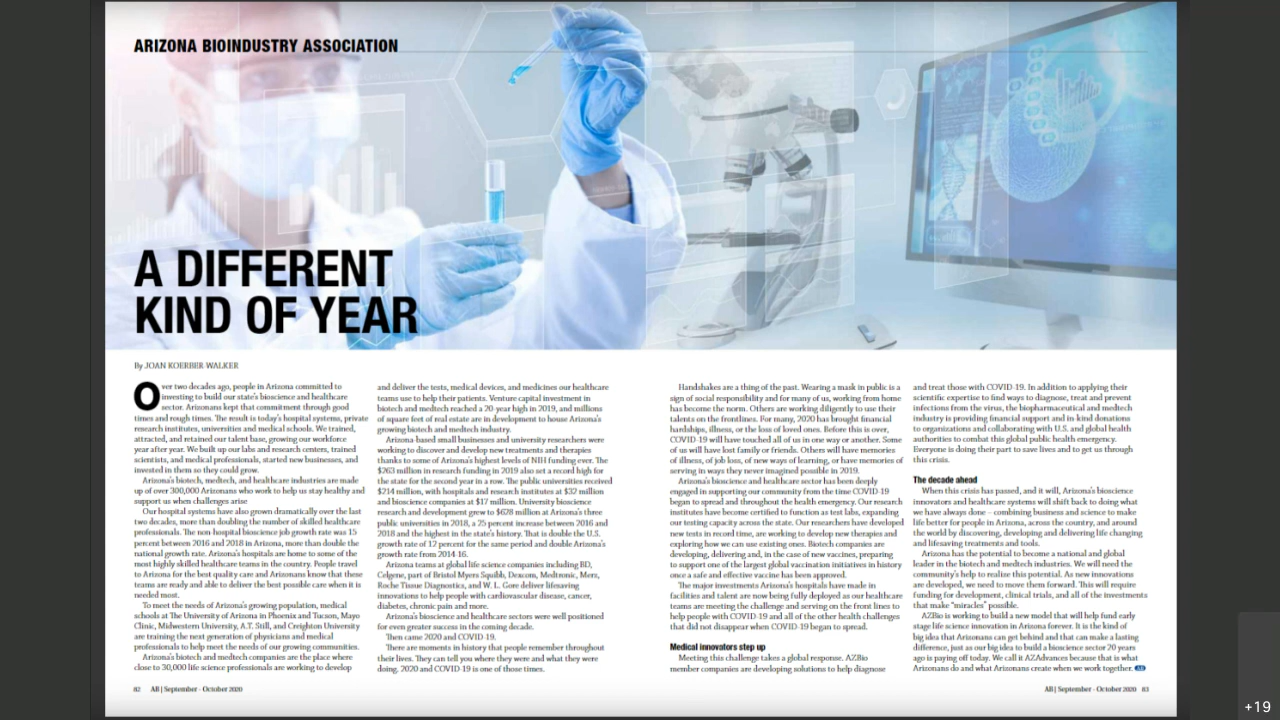 ARIZONA BIOINDUSTRY ASSOCIATION
A DIFFERENT
KIND OF YEAR
By JOAN KOERBER-WALKER
Over two decades ago, people in Arizona committed to
investing to build our state's bioscience and healthcare
sector. Arizonans kept that commitment through good
times and rough times. The result is today's hospital systems, private
research institutes, universities and medical schools. We trained,
attracted, and retained our talent base, growing our workforce
year after year. We built up our labs and research centers, trained
scientists, and medical professionals, started new businesses, and
invested in them so they could grow.
Arizona's biotech, medtech, and healthcare industries are made
up of over 300,000 Arizonans who work to help us stay healthy and
support us when challenges arise
Our hospital systems have also grown dramatically over the last
two decades, more than doubling the number of skilled healthcare
professionals. The non-hospital bioscience job growth rate was 15
percent between 2016 and 2018 in Arizona, more than double the
national growth rate. Arizona's hospitals are home to some of the
most highly skilled healthcare teams in the country. People travel
to Arizona for the best quality care and Arizonans know that these
teams are ready and able to deliver the best possible care when it is
needed most.
To meet the needs of Arizona's growing population, medical
schools at The University of Arizona in Phoenix and Tucson, Mayo
Clinic, Midwestern University, A.T. Still, and Creighton University
are training the next generation of physicians and medical
professionals to help meet the needs of our growing communities.
Arizona's biotech and medtech companies are the place where
close to 30,000 life science professionals are working to develop
and deliver the tests, medical devices, and medicines our healthcare
teams use to help their patients. Venture capital investment in
biotech and medtech reached a 20-year high in 2019, and millions
of square feet of real estate are in development to house Arizona's
growing biotech and medtech industry.
Arizona-based small businesses and university researchers were
working to discover and develop new treatments and therapies
thanks to some of Arizona's highest levels of NIH funding ever. The
$263 million in research funding in 2019 also set a record high for
the state for the second year in a row. The public universities received
$214 million, with hospitals and research institutes at $32 million
and bioscience companies at $17 million. University bioscience
research and development grew to $628 million at Arizona's three
public universities in 2018, a 25 percent increase between 2016 and
2018 and the highest in the state's history. That is double the U.S.
growth rate of 12 percent for the same period and double Arizona's
growth rate from 2014-16.
Arizona teams at global life science companies including BD,
Celgene, part of Bristol Myers Squibb, Dexcom, Medtronic, Merz,
Roche Tissue Diagnostics, and W. L. Gore deliver lifesaving
innovations to help people with cardiovascular disease, cancer,
diabetes, chronic pain and more.
Arizona's bioscience and healthcare sectors were well positioned
for even greater success in the coming decade.
Then came 2020 and COVID-19.
There are moments in history that people remember throughout
their lives. They can tell you where they were and what they were
doing. 2020 and COVID-19 is one of those times.
82 AB | September - October 2020
Handshakes are a thing of the past. Wearing a mask in public is a
sign of social responsibility and for many of us, working from home
has become the norm. Others are working diligently to use their
talents on the frontlines. For many, 2020 has brought financial
hardships, illness, or the loss of loved ones. Before this is over,
COVID-19 will have touched all of us in one way or another. Some
of us will have lost family or friends. Others will have memories
of illness, of job loss, of new ways of learning, or have memories of
serving in ways they never imagined possible in 2019.
Arizona's bioscience and healthcare sector has been deeply
engaged in supporting our community from the time COVID-19
began to spread and throughout the health emergency. Our research
institutes have become certified to function as test labs, expanding
our testing capacity across the state. Our researchers have developed
new tests in record time, are working to develop new therapies and
exploring how we can use existing ones. Biotech companies are
developing, delivering and, in the case of new vaccines, preparing
to support one of the largest global vaccination initiatives in history
once a safe and effective vaccine has been approved.
The major investments Arizona's hospitals have made in
facilities and talent are now being fully deployed as our healthcare
teams are meeting the challenge and serving on the front lines to
help people with COVID-19 and all of the other health challenges
that did not disappear when COVID-19 began to spread.
Medical innovators step up
Meeting this challenge takes a global response. AZBio
member companies are developing solutions to help diagnose
and treat those with COVID-19. In addition to applying their
scientific expertise to find ways to diagnose, treat and prevent
infections from the virus, the biopharmaceutical and medtech
industry is providing financial support and in-kind donations
to organizations and collaborating with U.S. and global health
authorities to combat this global public health emergency.
Everyone is doing their part to save lives and to get us through
this crisis.
The decade ahead
When this crisis has passed, and it will, Arizona's bioscience
innovators and healthcare systems will shift back to doing what
we have always done – combining business and science to make
life better for people in Arizona, across the country, and around
the world by discovering, developing and delivering life changing
and lifesaving treatments and tools.
Arizona has the potential to become a national and global
leader in the biotech and medtech industries. We will need the
community's help to realise this potential. As new innovations
are developed, we need to move them forward. This will require
funding for development, clinical trials, and all of the investments
that make "miracles" possible.
AZBio is working to build a new model that will help fund early
stage life science innovation in Arizona forever. It is the kind of
big idea that Arizonans can get behind and that can make a lasting
difference, just as our big idea to build a bioscience sector 20 years
ago is paying off today. We call it AZAdvances because that is what
Arizonans do and what Arizonans create when we work together. AB
AB | September - October 2020 83
+19